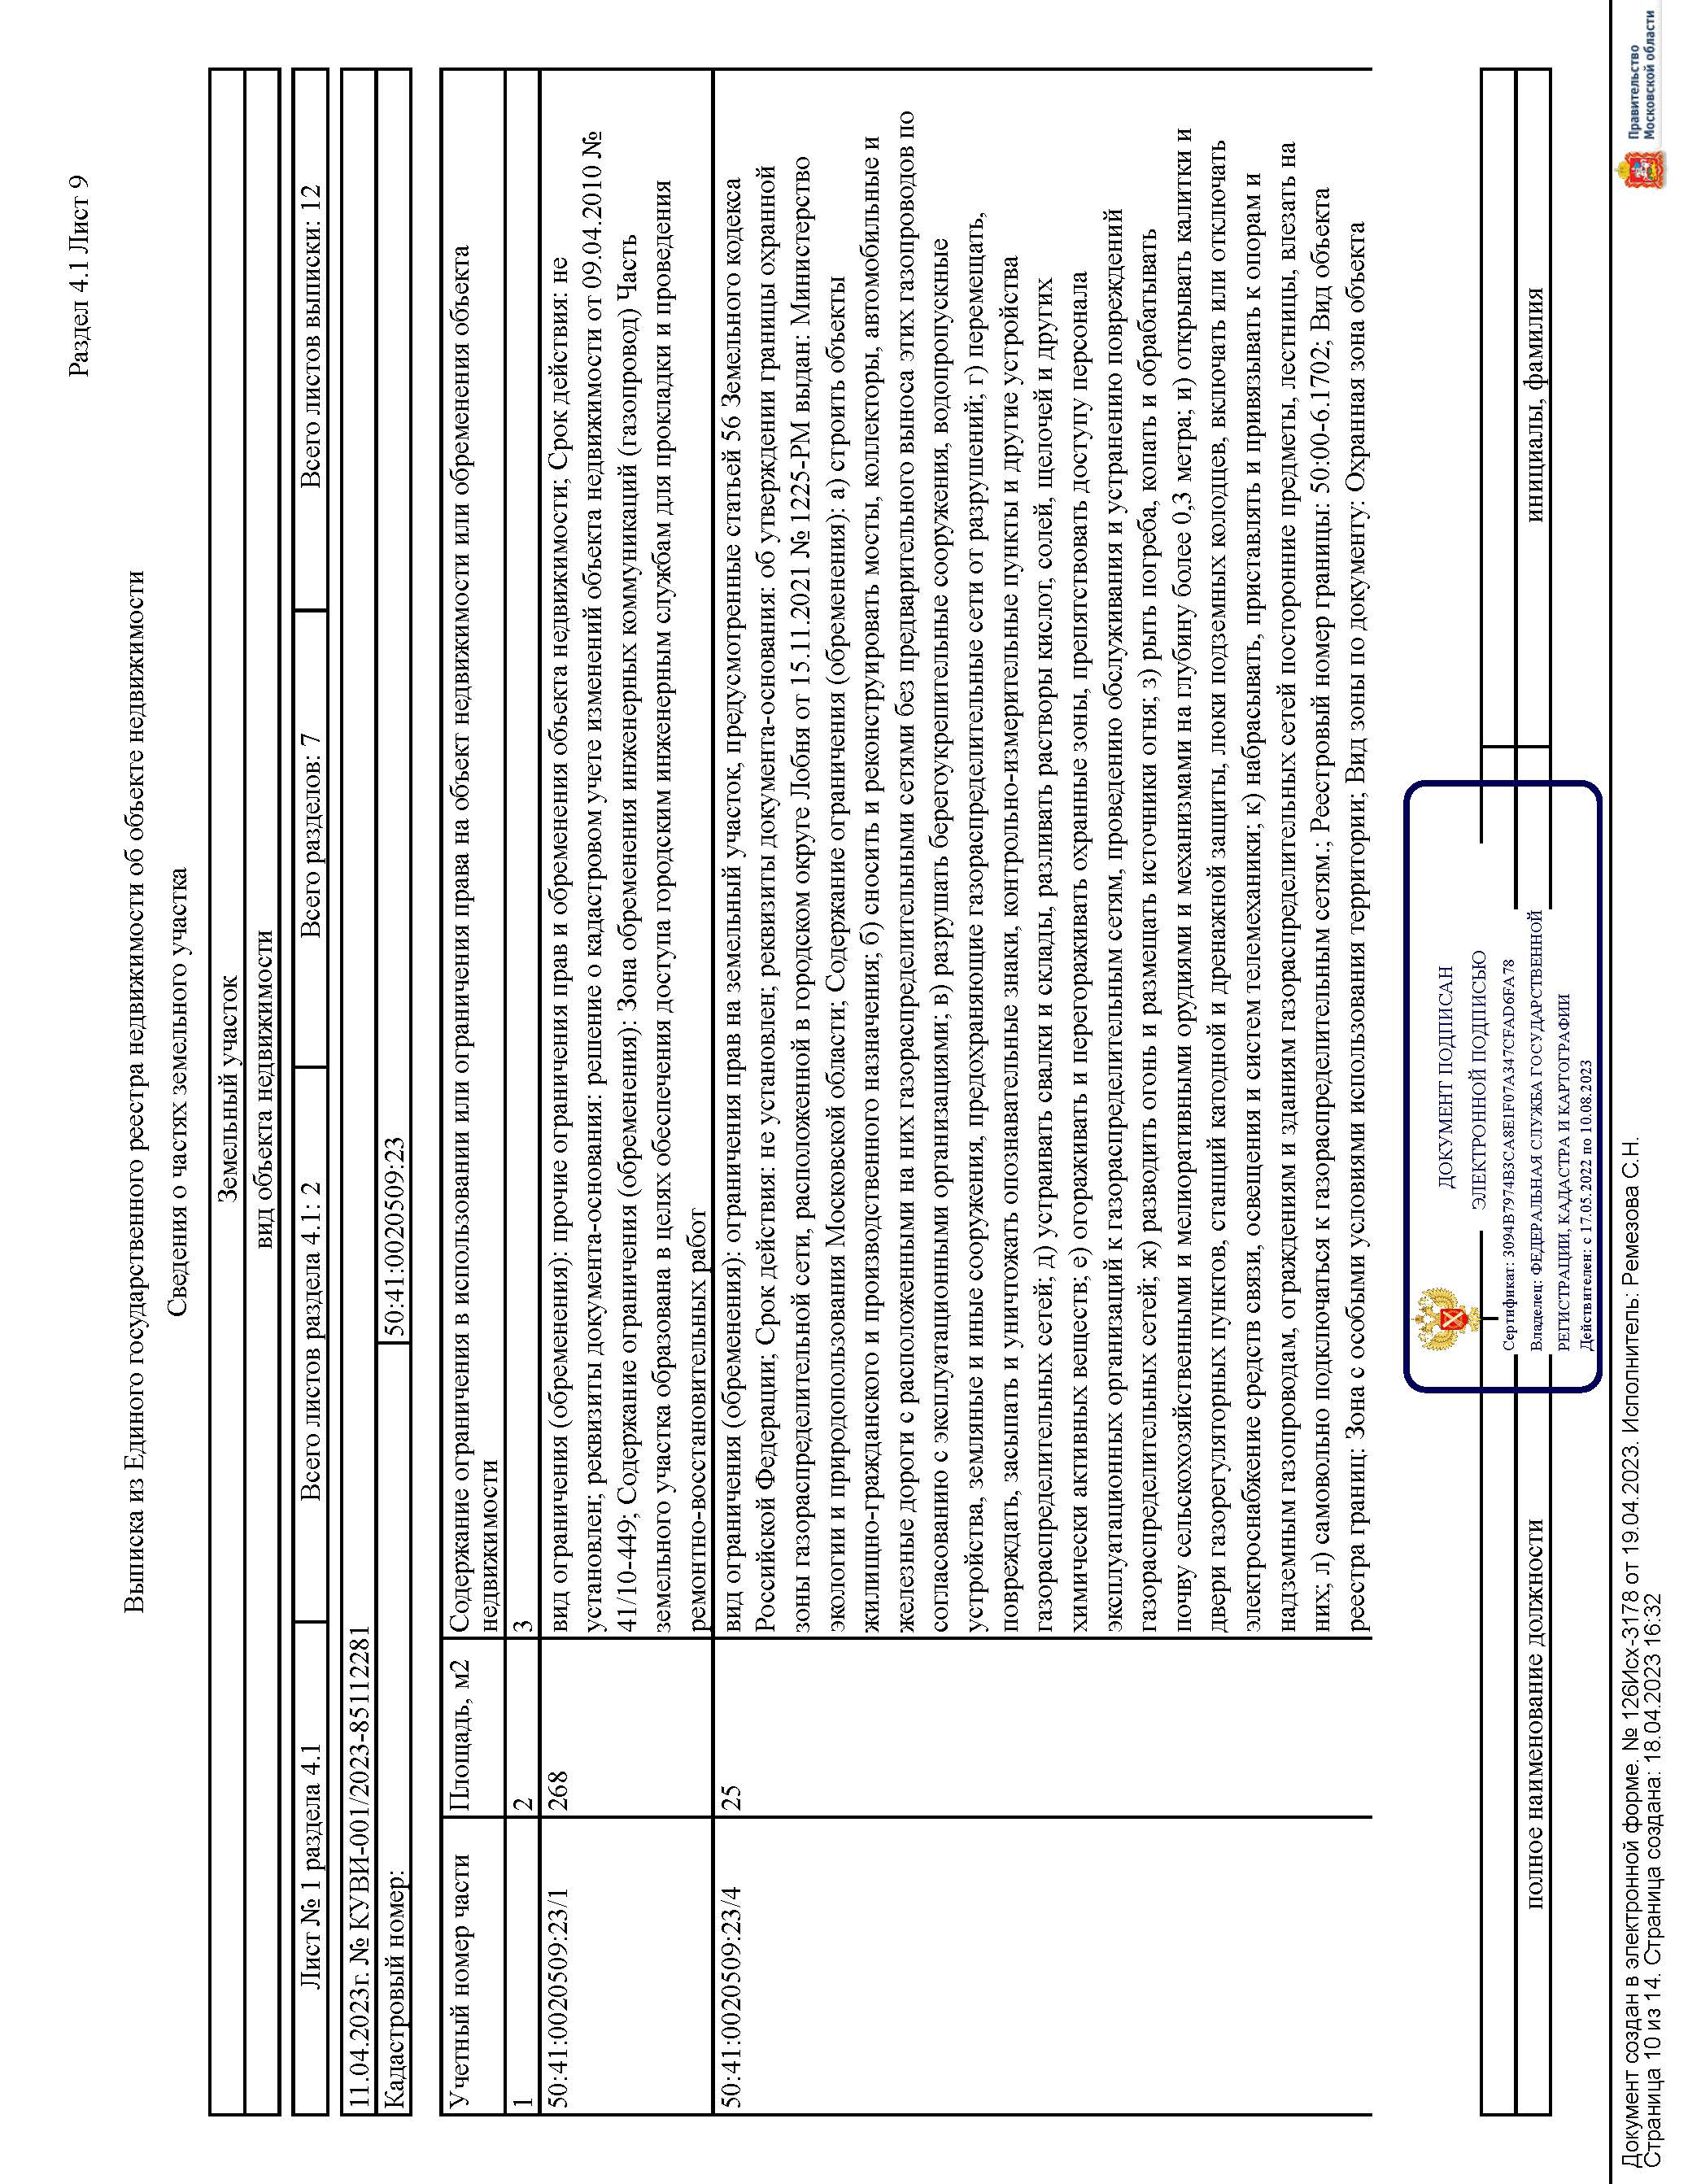 Раздел 4.1 Лист 9
Выписка из Единого государственного реестра недвижимости об объекте недвижимости
Сведения о частях земельного участка
Земельный участок
вид объекта недвижимости
Лист № 1 раздела 4.1
Всего листов раздела 4.1: 2
Всего разделов: 7
Всего листов выписки: 12
11.04.2023г. № КУВИ-001/2023-85112281
Кадастровый номер:
50:41:0020509:23
Учетный номер части
Площадь, м2
Содержание ограничения в использовании или ограничения права на объект недвижимости или обременения объекта
недвижимости
1
2
3
50:41:0020509:23/1
268
вид ограничения (обременения): прочие ограничения прав и обременения объекта недвижимости; Срок действия: не
установлен; реквизиты документа-основания: решение о кадастровом учете изменений объекта недвижимости от 09.04.2010 №
41/10-449; Содержание ограничения (обременения): Зона обременения инженерных коммуникаций (газопровод) Часть
земельного участка образована в целях обеспечения доступа городским инженерным службам для прокладки и проведения
ремонтно-восстановительных работ
50:41:0020509:23/4
25
вид ограничения (обременения): ограничения прав на земельный участок, предусмотренные статьей 56 Земельного кодекса
Российской Федерации; Срок действия: не установлен; реквизиты документа-основания: об утверждении границы охранной
зоны газораспределительной сети, расположенной в городском округе Лобня от 15.11.2021 № 1225-РМ выдан: Министерство
экологии и природопользования Московской области; Содержание ограничения (обременения): а) строить объекты
жилищно-гражданского и производственного назначения; б) сносить и реконструировать мосты, коллекторы, автомобильные и
железные дороги с расположенными на них газораспределительными сетями без предварительного выноса этих газопроводов по
согласованию с эксплуатационными организациями; в) разрушать берегоукрепительные сооружения, водопропускные
устройства, земляные и иные сооружения, предохраняющие газораспределительные сети от разрушений; г) перемещать,
повреждать, засыпать и уничтожать опознавательные знаки, контрольно-измерительные пункты и другие устройства
газораспределительных сетей; д) устраивать свалки и склады, разливать растворы кислот, солей, щелочей и других
химически активных веществ; е) огораживать и перегораживать охранные зоны, препятствовать доступу персонала
эксплуатационных организаций к газораспределительным сетям, проведению обслуживания и устранению повреждений
газораспределительных сетей; ж) разводить огонь и размещать источники огня; з) рыть погреба, копать и обрабатывать
почву сельскохозяйственными и мелиоративными орудиями и механизмами на глубину более 0,3 метра; и) открывать калитки и
двери газорегуляторных пунктов, станций катодной и дренажной защиты, люки подземных колодцев, включать или отключать
электроснабжение средств связи, освещения и систем телемеханики; к) набрасывать, приставлять и привязывать к опорам и
надземным газопроводам, ограждениям и зданиям газораспределительных сетей посторонние предметы, лестницы, влезать на
них; л) самовольно подключаться к газораспределительным сетям.; Реестровый номер границы: 50:00-6.1702; Вид объекта
реестра границ: Зона с особыми условиями использования территории; Вид зоны по документу: Охранная зона объекта
ДОКУМЕНТ ПОДПИСАН
ЭЛЕКТРОННОЙ ПОДПИСЬЮ
Сертификат: 3094B7974B3CA8E1F07A347CFAD6FA78
Владелец: ФЕДЕРАЛЬНАЯ СЛУЖБА ГОСУДАРСТВЕННОЙ
РЕГИСТРАЦИИ, КАДАСТРА И КАРТОГРАФИИ
Действителен: с 17.05.2022 по 10.08.2023
полное наименование должности
инициалы, фамилия
Документ создан в электронной форме. № 126Исх-3178 от 19.04.2023. Исполнитель: Ремезова С.Н.
Страница 10 из 14. Страница создана: 18.04.2023 16:32
Правительство
Московской области